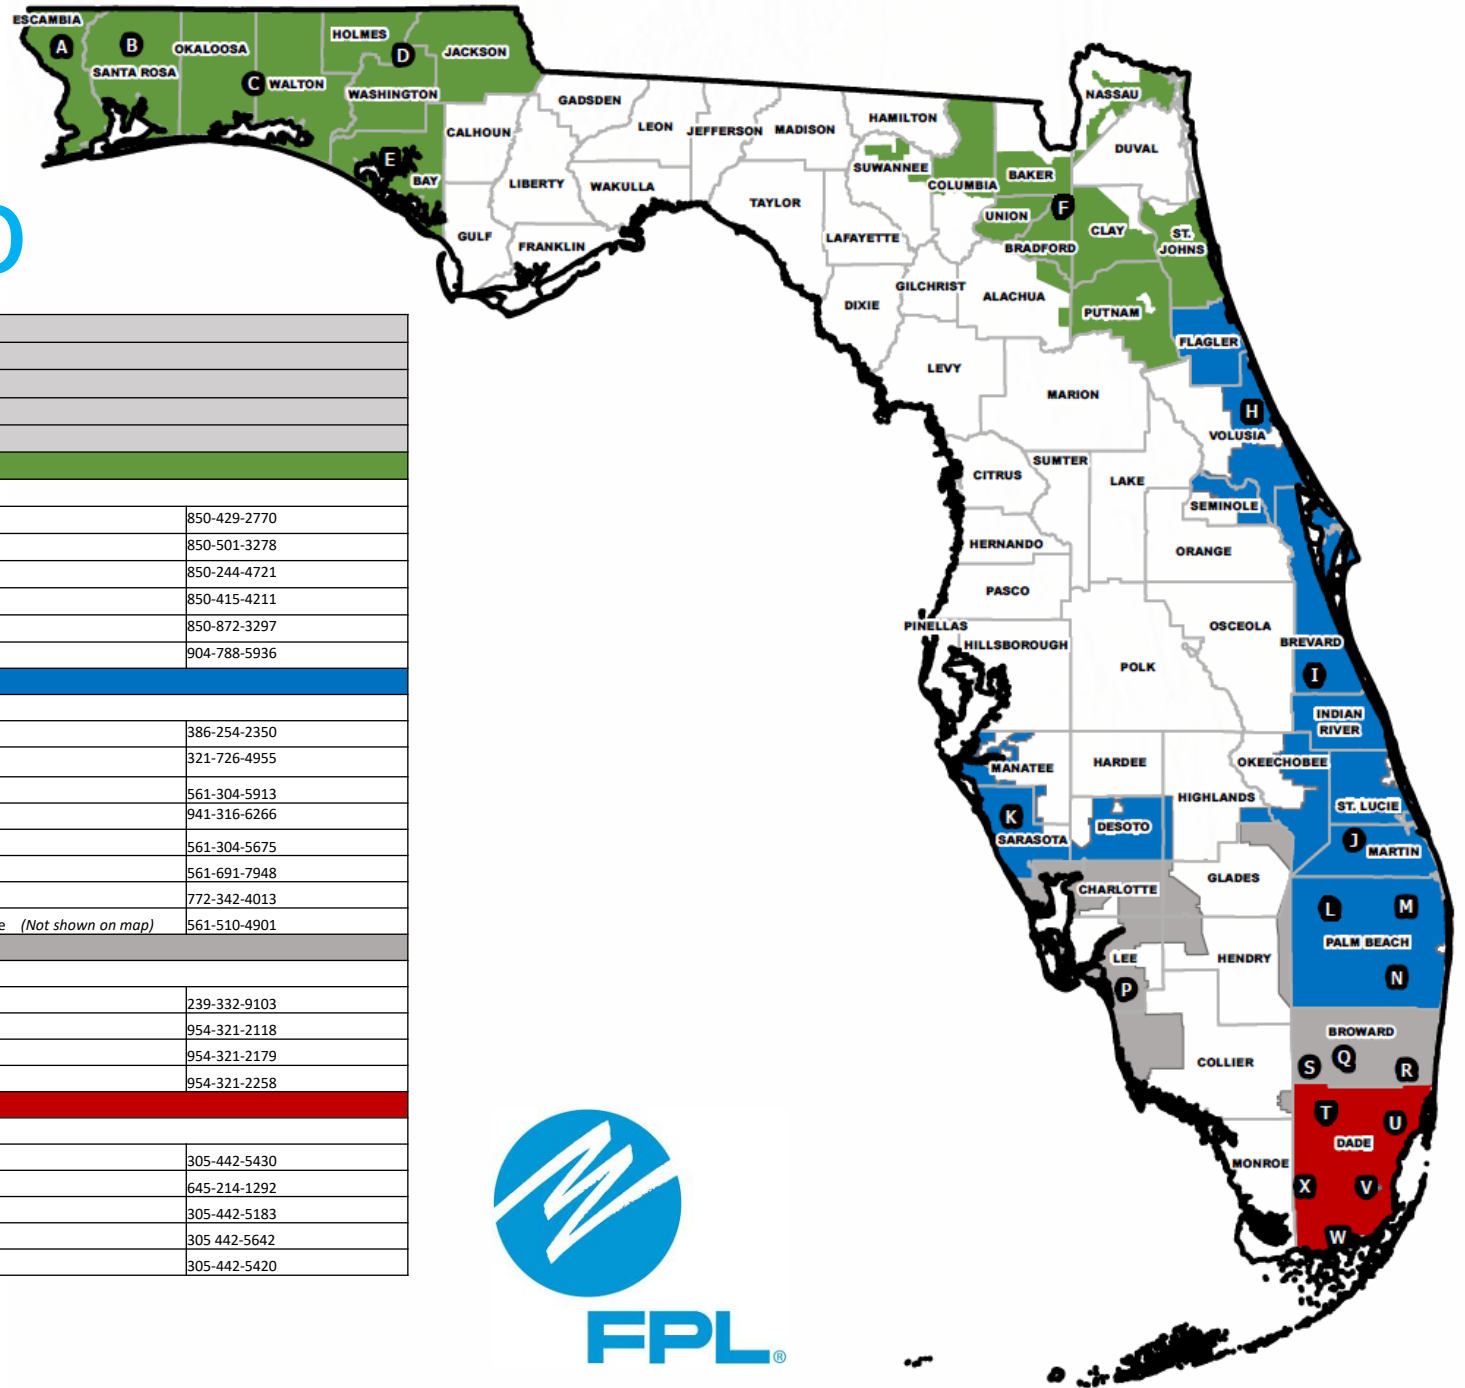 ESCAMBIA
A
B
SANTA ROSA
OKALOOSA
C
WALTON
HOLMES
D
WASHINGTON
JACKSON
E
BAY
CALHOUN
GULF
GADSDEN
LIBERTY
FRANKLIN
LEON
WAKULLA
JEFFERSON
MADISON
TAYLOR
HAMILTON
SUWANNEE
LAFAYETTE
DIXIE
COLUMBIA
GILCHRIST
BAKER
UNION
F
BRADFORD
ALACHUA
NASSAU
DUVAL
CLAY
ST.
JOHNS
PUTNAM
FLAGLER
LEVY
MARION
H
VOLUSIA
CITRUS
SUMTER
LAKE
SEMINOLE
HERNANDO
ORANGE
PASCO
PINELLAS
HILLSBOROUGH
POLK
OSCEOLA
BREVARD
I
INDIAN
RIVER
MANATEE
HARDEE
OKEECHOBEE
HIGHLANDS
ST. LUCIE
K
SARASOTA
DESOTO
J
MARTIN
CHARLOTTE
GLADES
L
M
PALM BEACH
N
LEE
HENDRY
P
BROWARD
COLLIER
S
Q
R
T
U
DADE
MONROE
X
V
W
850-429-2770
850-501-3278
850-244-4721
850-415-4211
850-872-3297
904-788-5936
386-254-2350
321-726-4955
561-304-5913
941-316-6266
561-304-5675
561-691-7948
772-342-4013
e (Not shown on map) 561-510-4901
239-332-9103
954-321-2118
954-321-2179
954-321-2258
305-442-5430
645-214-1292
305-442-5183
305 442-5642
305-442-5420
FPL®